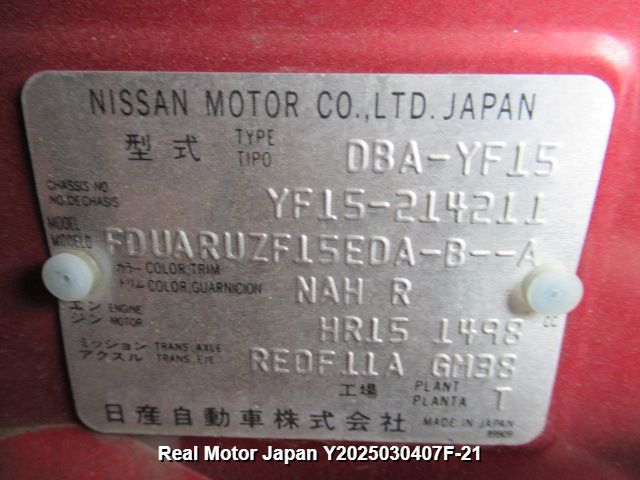 NISSAN MOTOR CO.,LTD. JAPAN
型式 TYPE TIPO DBA-YF15
CHASSIS NO. NO. DE CHASIS YF15-214211
MODEL MODELO FDUARUZF15EDA-B--A
カラー COLOR, TRIM
トリム COLOR, GUARNICION NAH R
エンジン ENGINE MOTOR HR15 1498 CC
ミッション TRANS. AXLE
アクスル TRANS. EJE RE0F11A GM38
工場 PLANT PLANTA T
日産自動車株式会社 MADE IN JAPAN
Real Motor Japan Y2025030407F-21